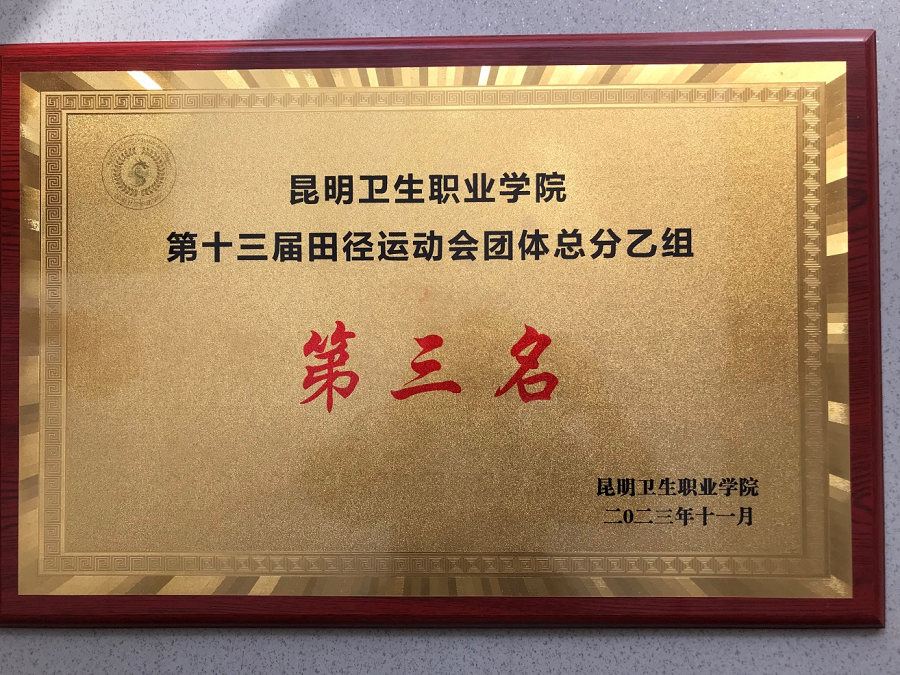 昆明卫生职业学院
第十三届田径运动会团体总分乙组
第三名
昆明卫生职业学院
二0二三年十一月